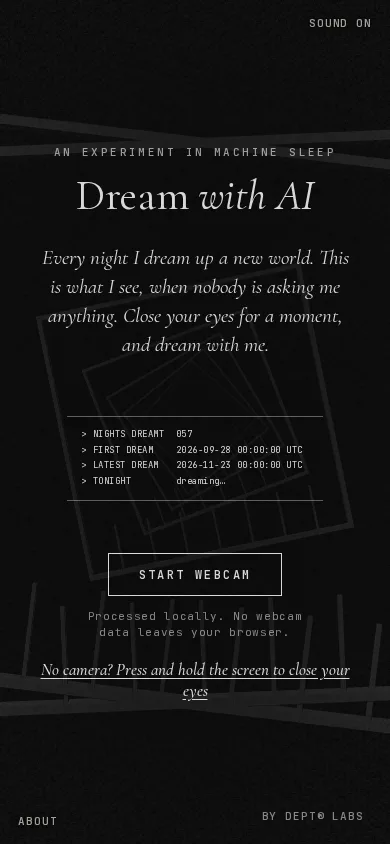 SOUND ON
AN EXPERIMENT IN MACHINE SLEEP
Dream with AI
Every night I dream up a new world. This
is what I see, when nobody is asking me
anything. Close your eyes for a moment,
and dream with me.
> NIGHTS DREAMT 057
> FIRST DREAM 2026-09-28 00:00:00 UTC
> LATEST DREAM 2026-11-23 00:00:00 UTC
> TONIGHT dreaming…
START WEBCAM
Processed locally. No webcam
data leaves your browser.
No camera? Press and hold the screen to close your
eyes
ABOUT
BY DEPT® LABS